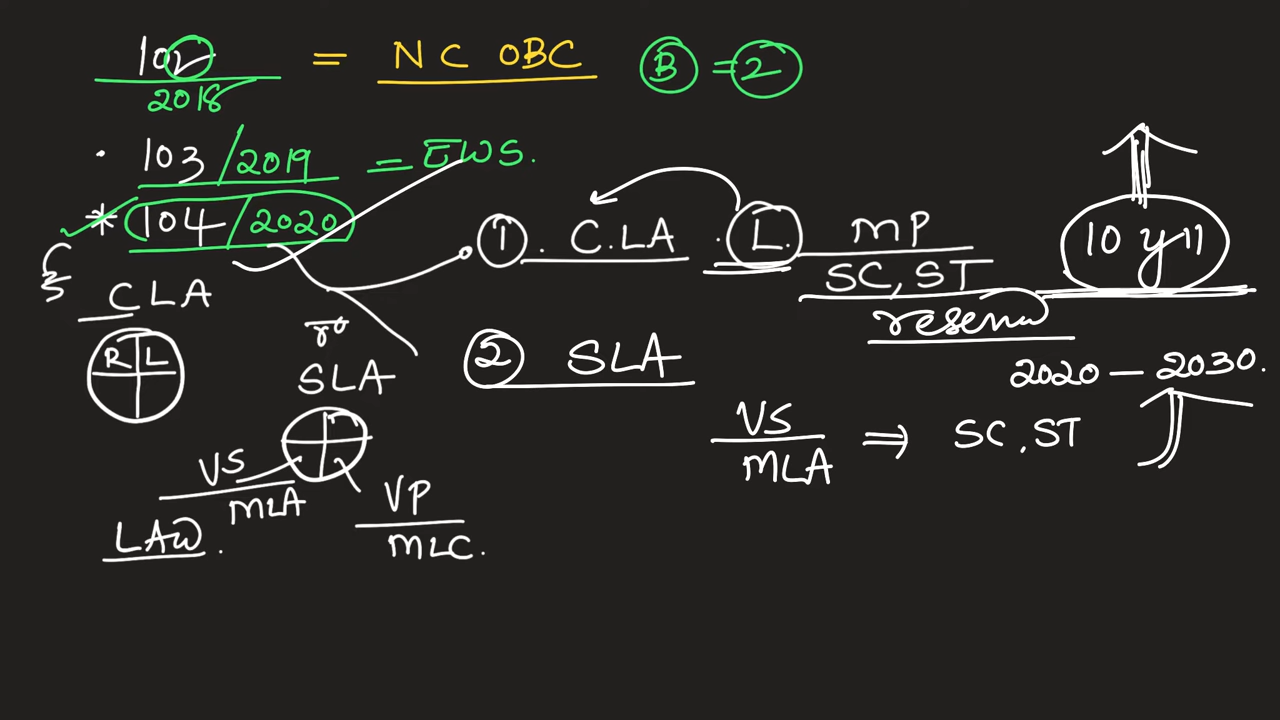 102 = NC OBC B = 2
2018
103/2019 = EWS.
* 104/2020
1. C.LA . L. MP
SC, ST
10 y
reserva
CLA
R L
2 SLA
2020 — 2030.
SLA
VS
MLA ⇒ SC, ST
VS
MLA
LAW.
VP
MLC.